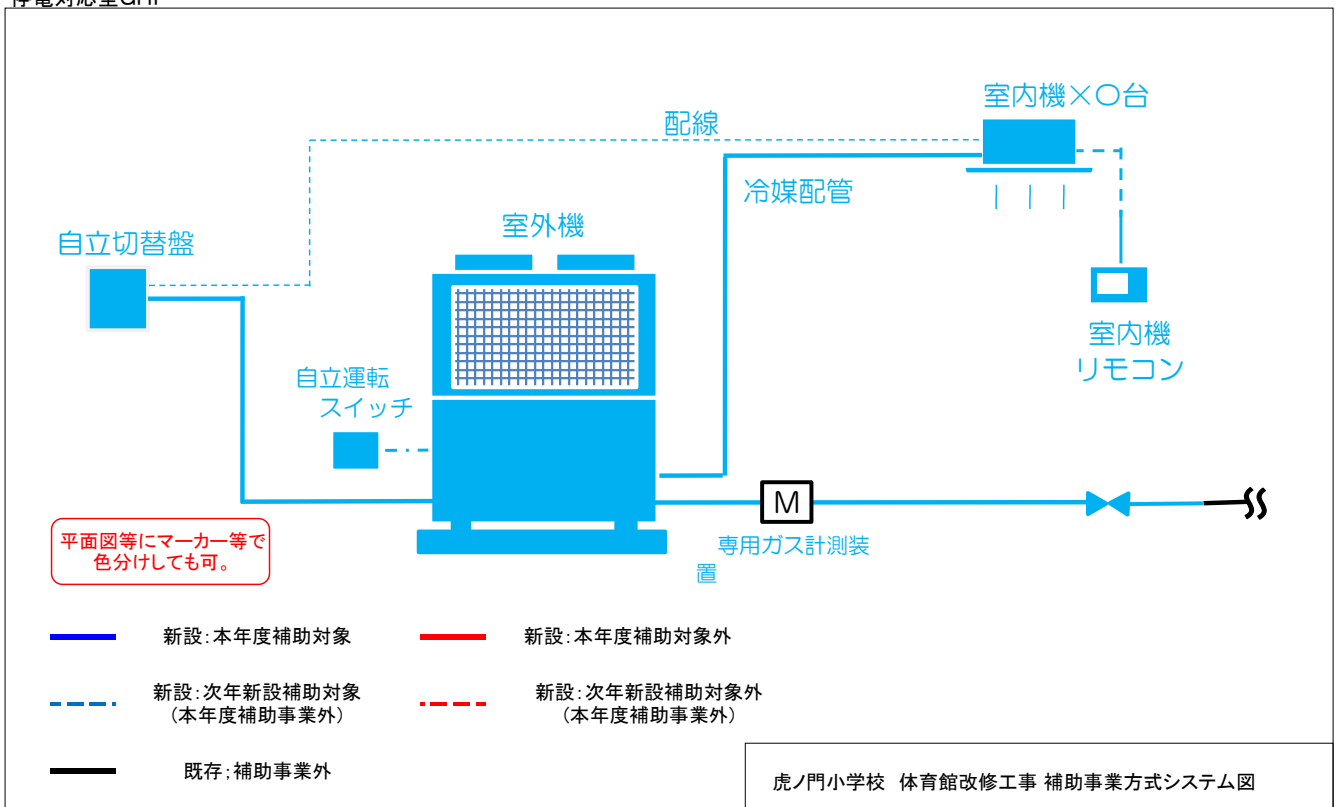 室内機×〇台
配線
冷媒配管
室外機
自立切替盤
自立運転
スイッチ
室内機
リモコン
M
専用ガス計測装
置
平面図等にマーカー等で
色分けしても可。
新設:本年度補助対象
新設:本年度補助対象外
新設:次年新設補助対象
(本年度補助事業外)
新設:次年新設補助対象外
(本年度補助事業外)
既存;補助事業外
虎ノ門小学校 体育館改修工事 補助事業方式システム図